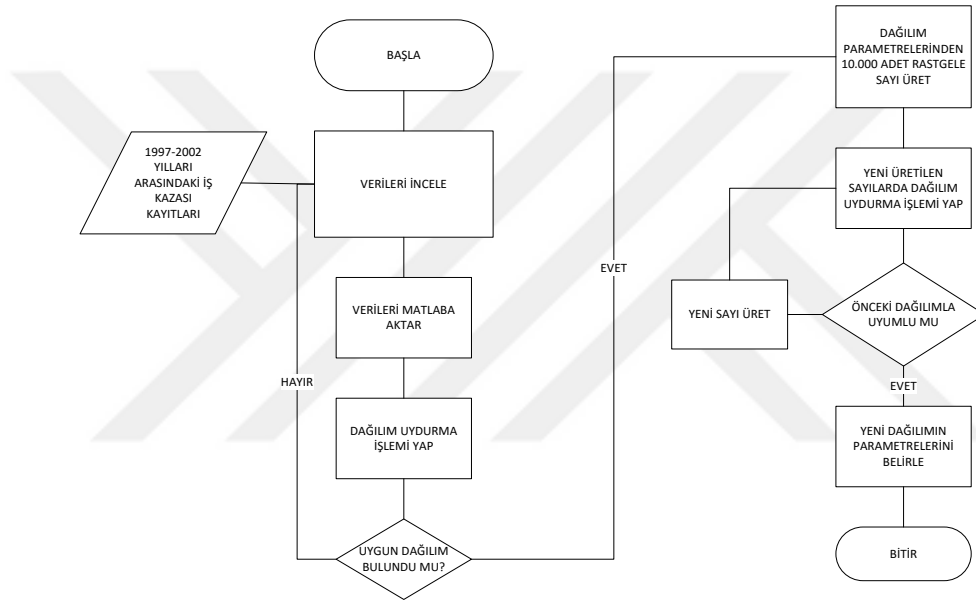 BAŞLA
1997-2002
YILLARI
ARASINDAKİ İŞ
KAZASI
KAYITLARI
VERİLERİ İNCELE
VERİLERİ MATLABA
AKTAR
HAYIR
DAĞILIM UYDURMA
İŞLEMİ YAP
UYGUN DAĞILIM
BULUNDU MU?
EVET
DAĞILIM
PARAMETRELERİNDEN
10.000 ADET RASTGELE
SAYI ÜRET
YENİ ÜRETİLEN
SAYILARDA DAĞILIM
UYDURMA İŞLEMİ YAP
YENİ SAYI ÜRET
ÖNCEKİ DAĞILIMLA
UYUMLU MU
EVET
YENİ DAĞILIMIN
PARAMETRELERİNİ
BELİRLE
BİTİR